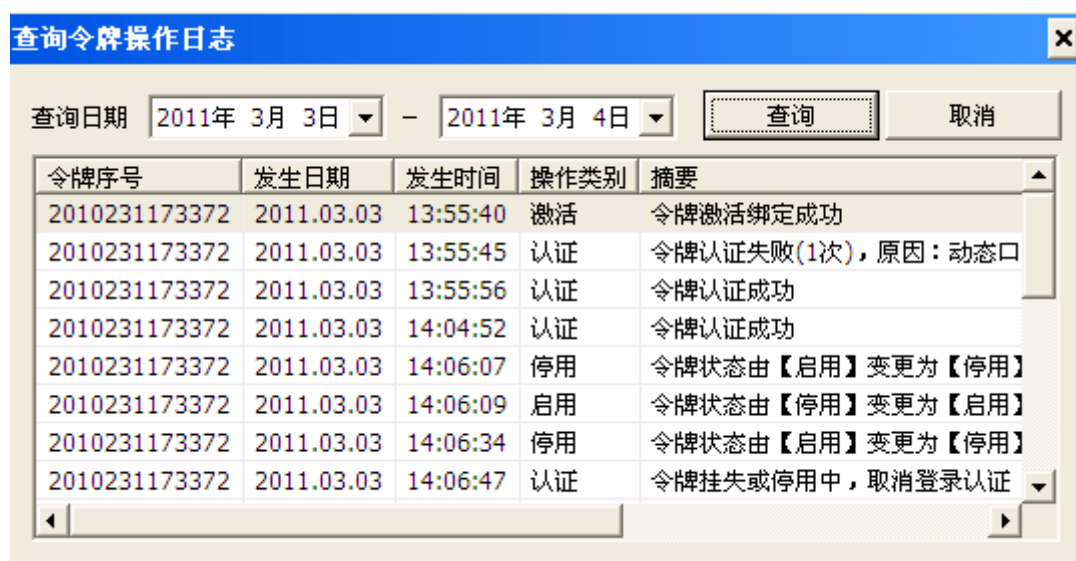 查询令牌操作日志
查询日期 2011年 3月 3日 - 2011年 3月 4日 查询 取消
令牌序号 发生日期 发生时间 操作类别 摘要
2010231173372 2011.03.03 13:55:40 激活 令牌激活绑定成功
2010231173372 2011.03.03 13:55:45 认证 令牌认证失败(1次),原因:动态口
2010231173372 2011.03.03 13:55:56 认证 令牌认证成功
2010231173372 2011.03.03 14:04:52 认证 令牌认证成功
2010231173372 2011.03.03 14:06:07 停用 令牌状态由【启用】变更为【停用】
2010231173372 2011.03.03 14:06:09 启用 令牌状态由【停用】变更为【启用】
2010231173372 2011.03.03 14:06:34 停用 令牌状态由【启用】变更为【停用】
2010231173372 2011.03.03 14:06:47 认证 令牌挂失或停用中,取消登录认证